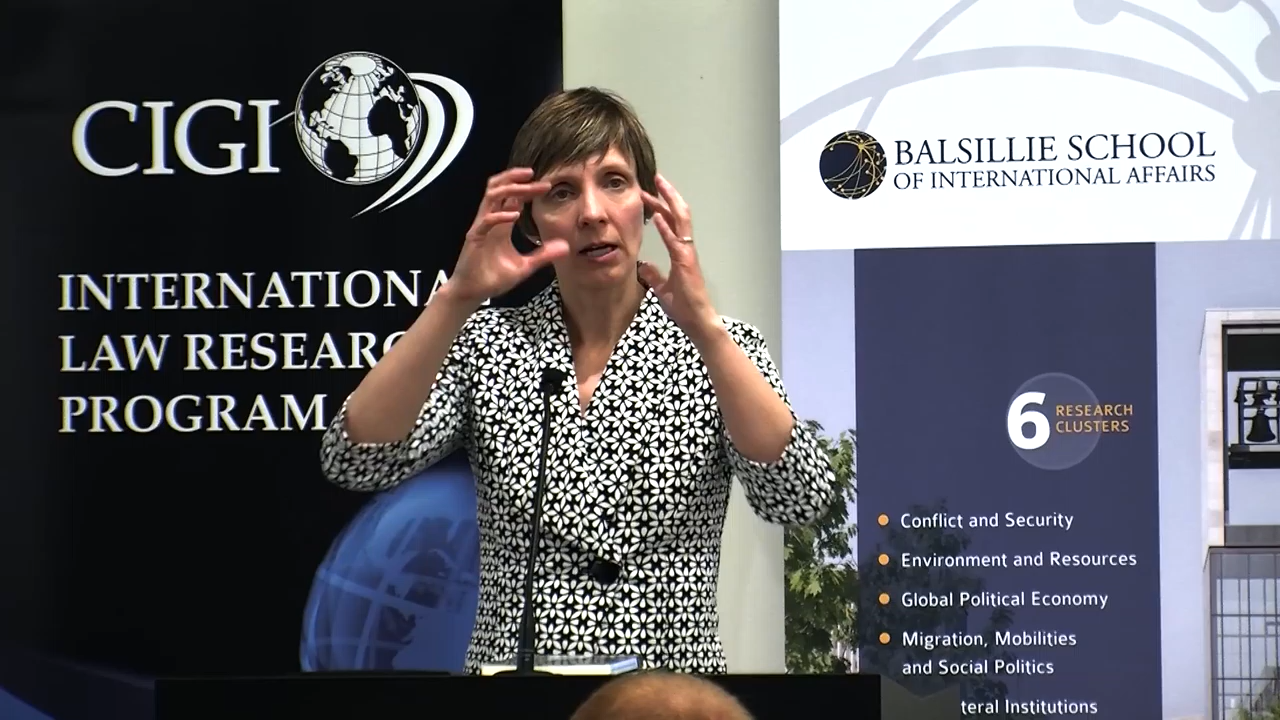 CIGI
INTERNATIONA
LAW RESEARC
PROGRAM
BALSILLIE SCHOOL
OF INTERNATIONAL AFFAIRS
6 RESEARCH
CLUSTERS
Conflict and Security
Environment and Resources
Global Political Economy
Migration, Mobilities
and Social Politics
teral Institutions